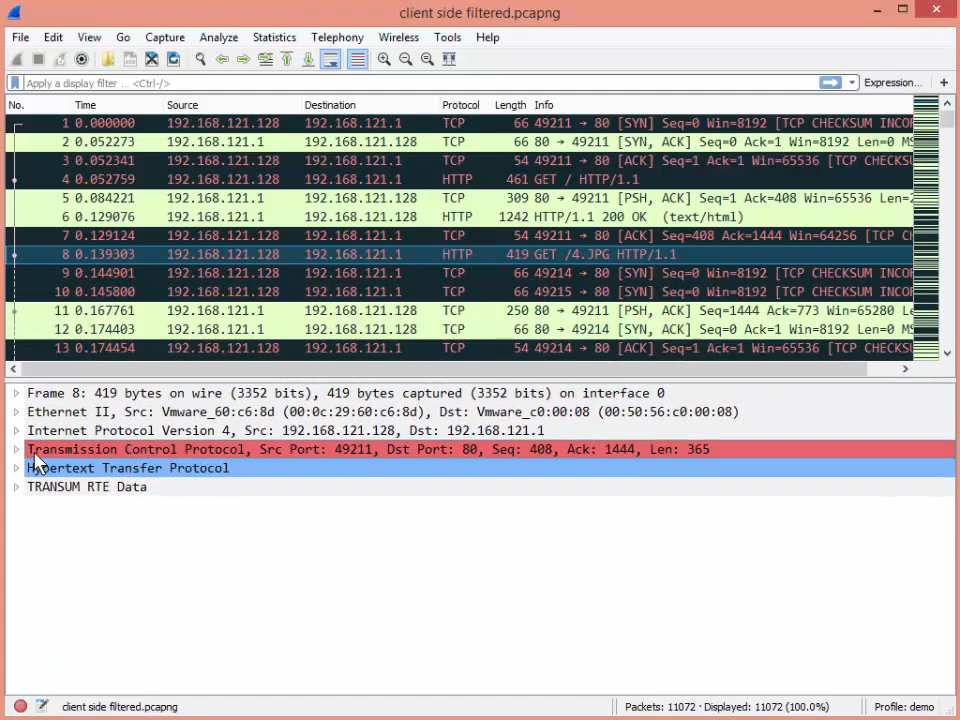 client side filtered.pcapng
File Edit View Go Capture Analyze Statistics Telephony Wireless Tools Help
Apply a display filter ... <Ctrl-/> Expression... +
No. Time Source Destination Protocol Length Info
1 0.000000 192.168.121.128 192.168.121.1 TCP 66 49211 → 80 [SYN] Seq=0 Win=8192 [TCP CHECKSUM INCO
2 0.052273 192.168.121.1 192.168.121.128 TCP 66 80 → 49211 [SYN, ACK] Seq=0 Ack=1 Win=8192 Len=0 MS
3 0.052341 192.168.121.128 192.168.121.1 TCP 54 49211 → 80 [ACK] Seq=1 Ack=1 Win=65536 [TCP CHECKSU
4 0.052759 192.168.121.128 192.168.121.1 HTTP 461 GET / HTTP/1.1
5 0.084221 192.168.121.1 192.168.121.128 TCP 309 80 → 49211 [PSH, ACK] Seq=1 Ack=408 Win=65536 Len=2
6 0.129076 192.168.121.1 192.168.121.128 HTTP 1242 HTTP/1.1 200 OK (text/html)
7 0.129124 192.168.121.128 192.168.121.1 TCP 54 49211 → 80 [ACK] Seq=408 Ack=1444 Win=64256 [TCP CH
8 0.139303 192.168.121.128 192.168.121.1 HTTP 419 GET /4.JPG HTTP/1.1
9 0.144901 192.168.121.128 192.168.121.1 TCP 66 49214 → 80 [SYN] Seq=0 Win=8192 [TCP CHECKSUM INCO
10 0.145800 192.168.121.128 192.168.121.1 TCP 66 49215 → 80 [SYN] Seq=0 Win=8192 [TCP CHECKSUM INCO
11 0.167761 192.168.121.1 192.168.121.128 TCP 250 80 → 49211 [PSH, ACK] Seq=1444 Ack=773 Win=65280 Le
12 0.174403 192.168.121.1 192.168.121.128 TCP 66 80 → 49214 [SYN, ACK] Seq=0 Ack=1 Win=8192 Len=0 MS
13 0.174454 192.168.121.128 192.168.121.1 TCP 54 49214 → 80 [ACK] Seq=1 Ack=1 Win=65536 [TCP CHECKSU
Frame 8: 419 bytes on wire (3352 bits), 419 bytes captured (3352 bits) on interface 0
Ethernet II, Src: Vmware_60:c6:8d (00:0c:29:60:c6:8d), Dst: Vmware_c0:00:08 (00:50:56:c0:00:08)
Internet Protocol Version 4, Src: 192.168.121.128, Dst: 192.168.121.1
Transmission Control Protocol, Src Port: 49211, Dst Port: 80, Seq: 408, Ack: 1444, Len: 365
Hypertext Transfer Protocol
TRANSUM RTE Data
client side filtered.pcapng Packets: 11072 · Displayed: 11072 (100.0%) Profile: demo